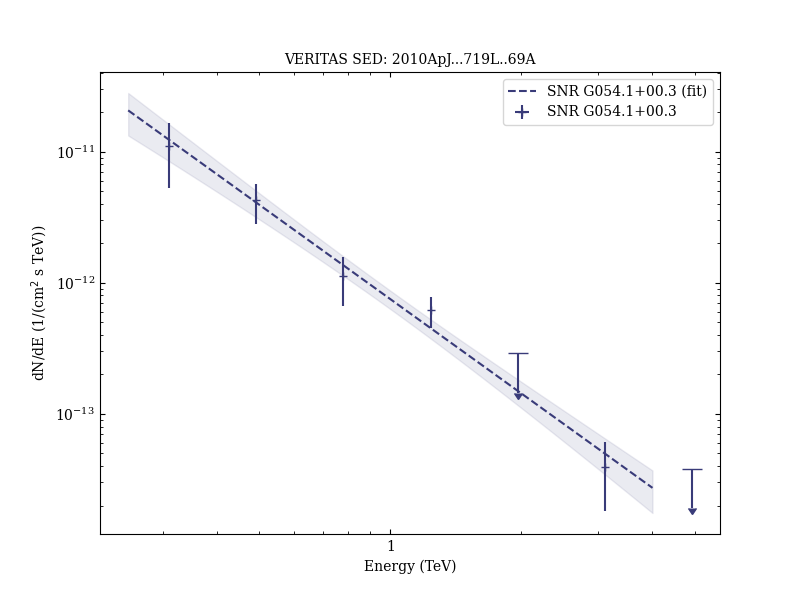 VERITAS SED: 2010ApJ...719L..69A
SNR G054.1+00.3 (fit)
SNR G054.1+00.3
10⁻¹¹
10⁻¹²
10⁻¹³
dN/dE (1/(cm² s TeV))
1
Energy (TeV)